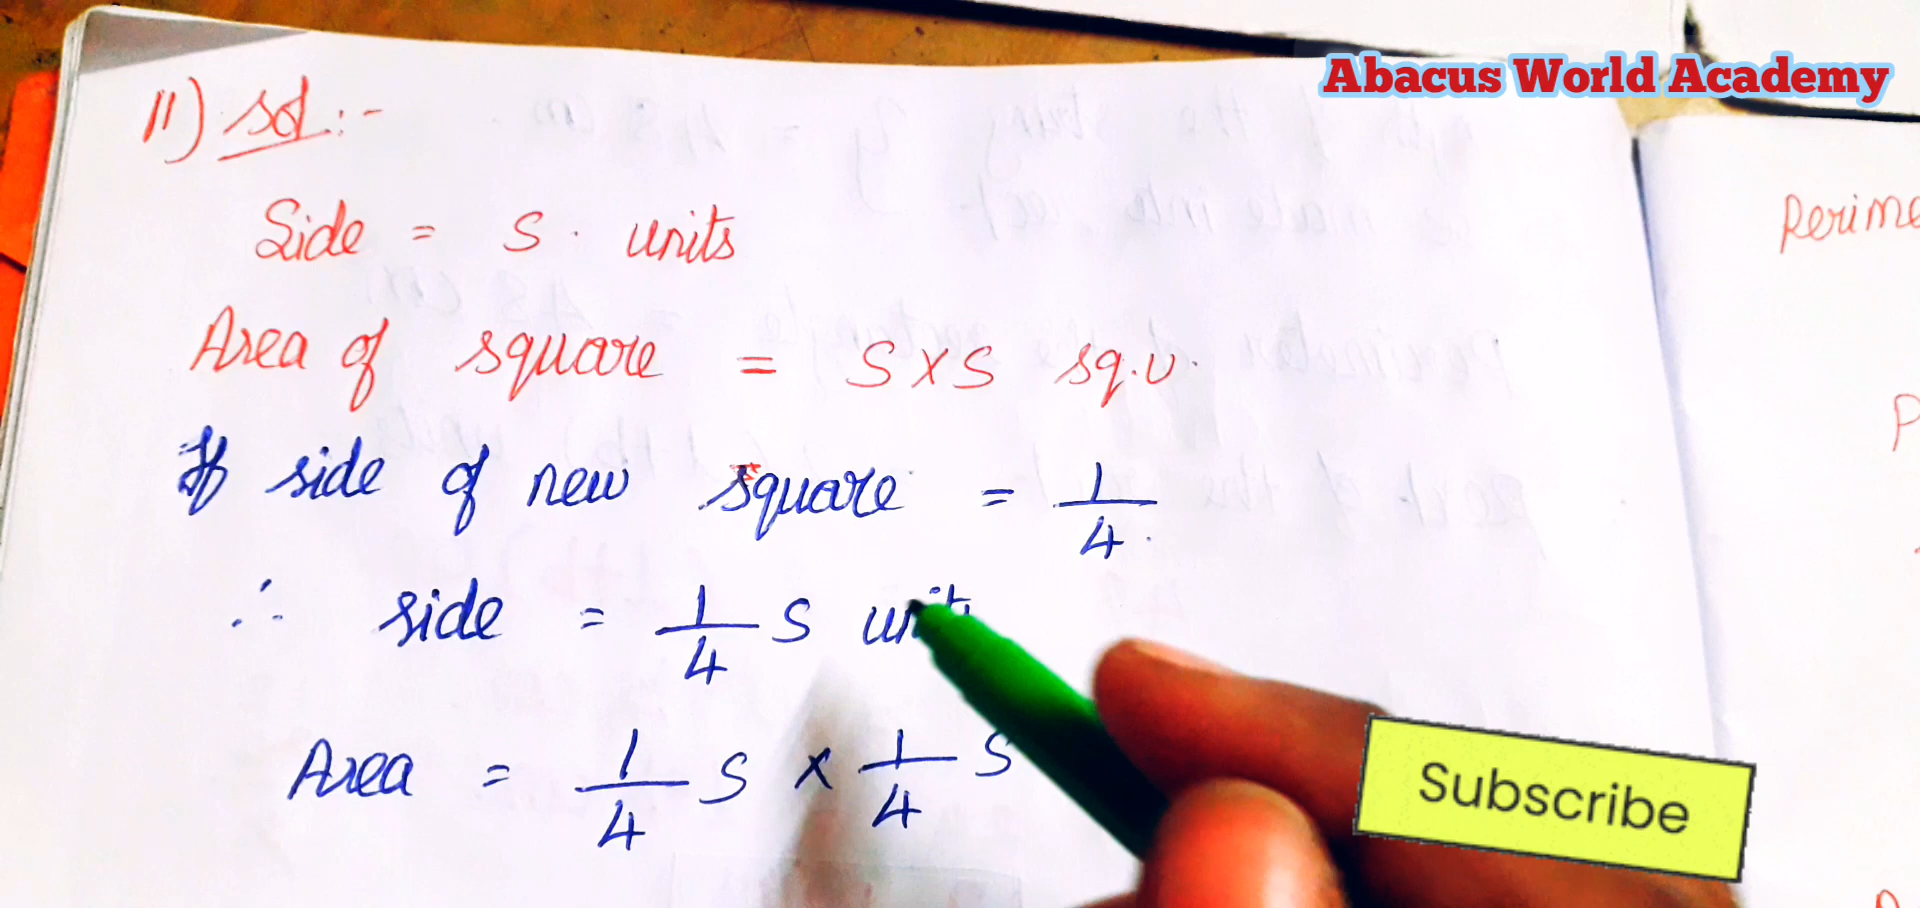 Abacus World Academy
11) Sol:-
Side = S. units
Area of square = S x S sq.u.
If side of new square = 1/4.
∴ side = 1/4 S units
Area = 1/4 S x 1/4 S
Subscribe